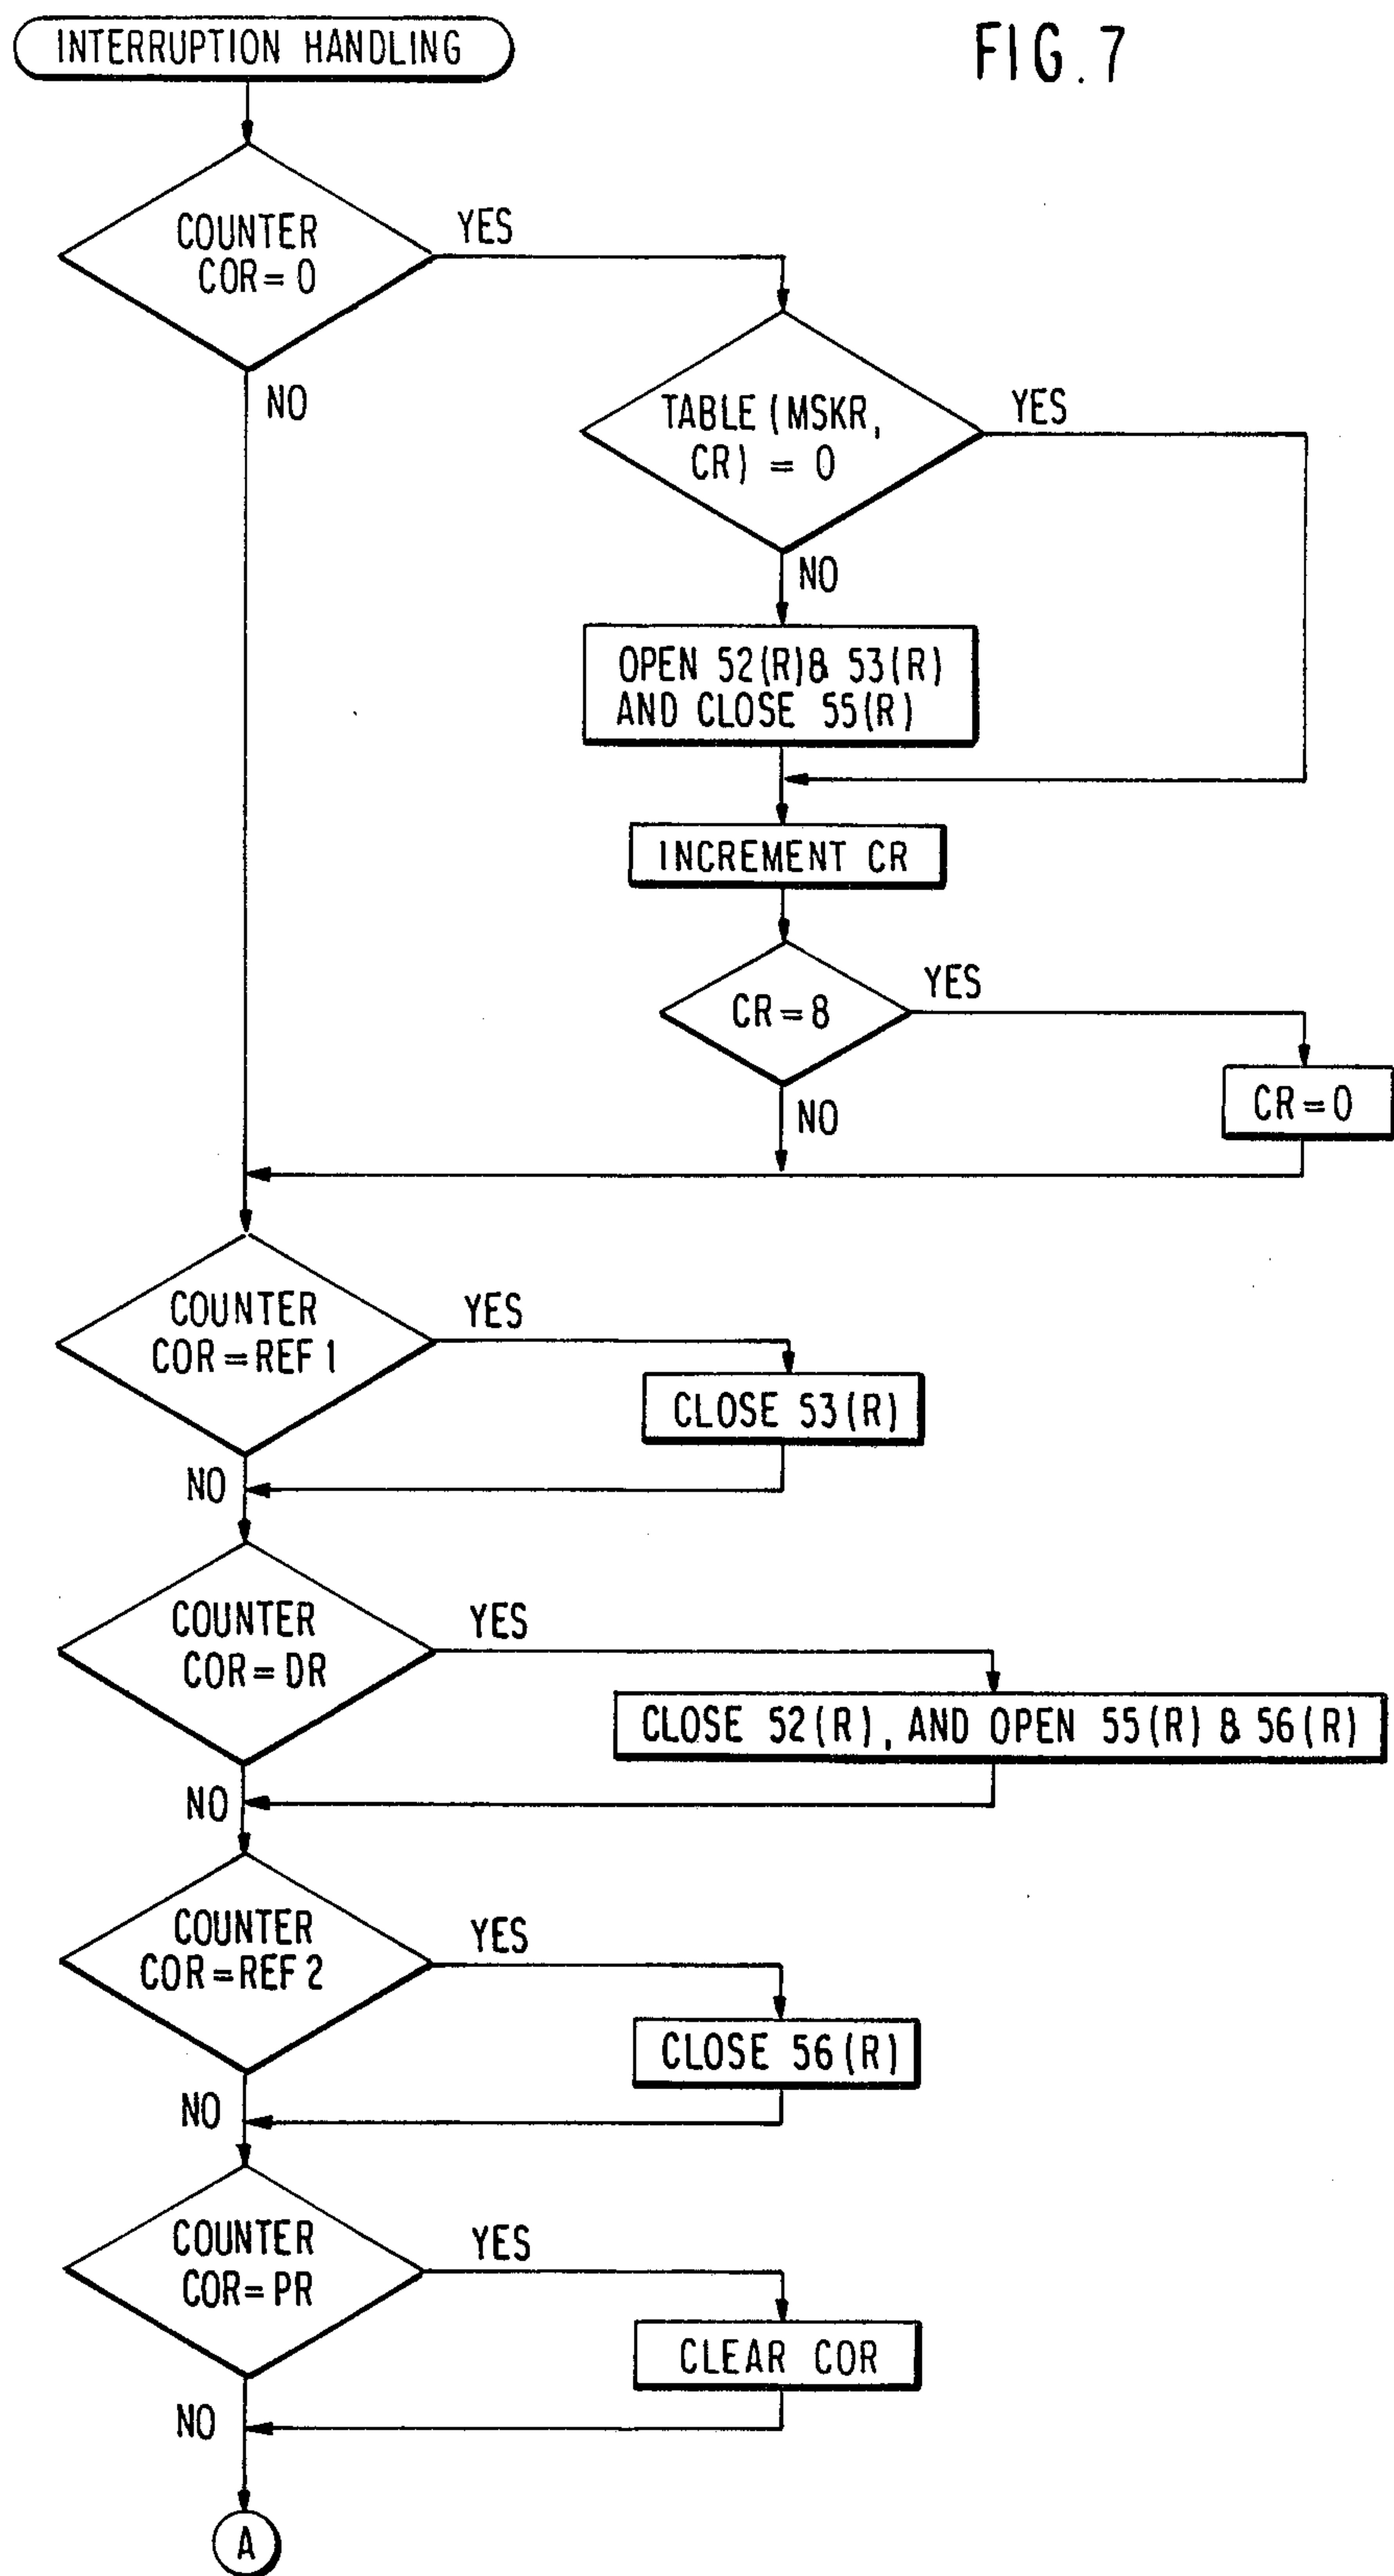 INTERRUPTION HANDLING
FIG. 7
COUNTER
COR = 0
YES
NO
TABLE (MSKR,
CR) = 0
YES
NO
OPEN 52(R) & 53(R)
AND CLOSE 55(R)
INCREMENT CR
CR = 8
YES
NO
CR = 0
COUNTER
COR = REF 1
YES
CLOSE 53 (R)
NO
COUNTER
COR = DR
YES
CLOSE 52(R), AND OPEN 55(R) & 56(R)
NO
COUNTER
COR = REF 2
YES
CLOSE 56 (R)
NO
COUNTER
COR = PR
YES
CLEAR COR
NO
A